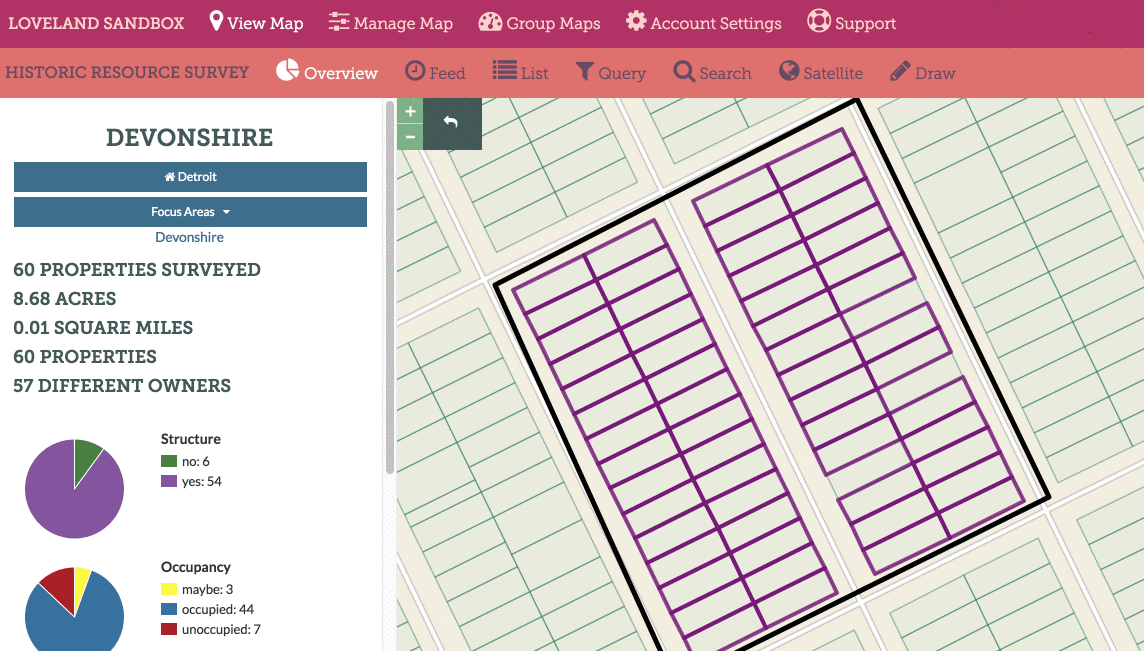 LOVELAND SANDBOX View Map Manage Map Group Maps Account Settings Support
HISTORIC RESOURCE SURVEY Overview Feed List Query Search Satellite Draw
+
−
DEVONSHIRE
Detroit
Focus Areas
Devonshire
60 PROPERTIES SURVEYED
8.68 ACRES
0.01 SQUARE MILES
60 PROPERTIES
57 DIFFERENT OWNERS
Structure
no: 6
yes: 54
Occupancy
maybe: 3
occupied: 44
unoccupied: 7